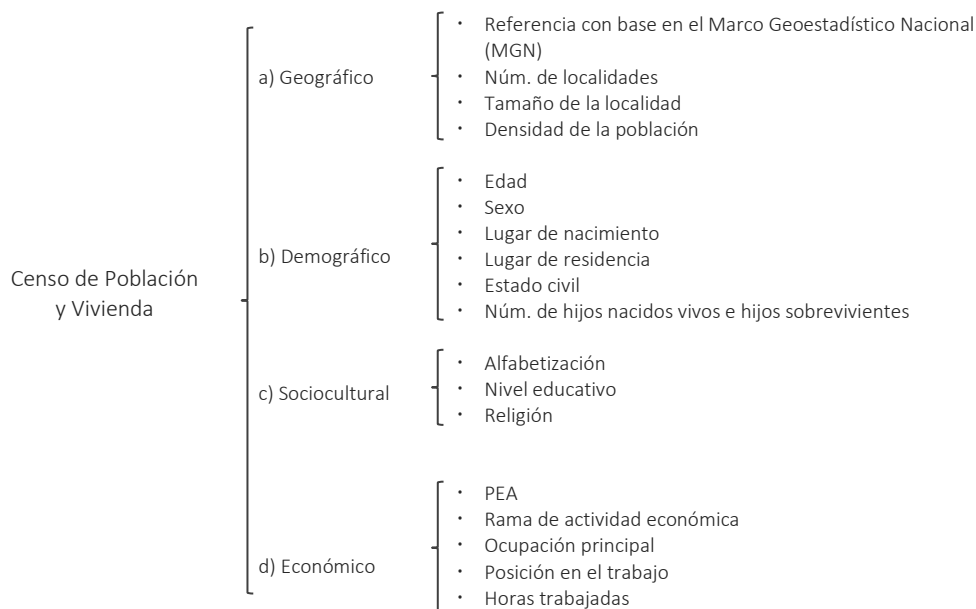 Censo de Población
y Vivienda
a) Geográfico
· Referencia con base en el Marco Geoestadístico Nacional
(MGN)
· Núm. de localidades
· Tamaño de la localidad
· Densidad de la población
b) Demográfico
· Edad
· Sexo
· Lugar de nacimiento
· Lugar de residencia
· Estado civil
· Núm. de hijos nacidos vivos e hijos sobrevivientes
c) Sociocultural
· Alfabetización
· Nivel educativo
· Religión
d) Económico
· PEA
· Rama de actividad económica
· Ocupación principal
· Posición en el trabajo
· Horas trabajadas